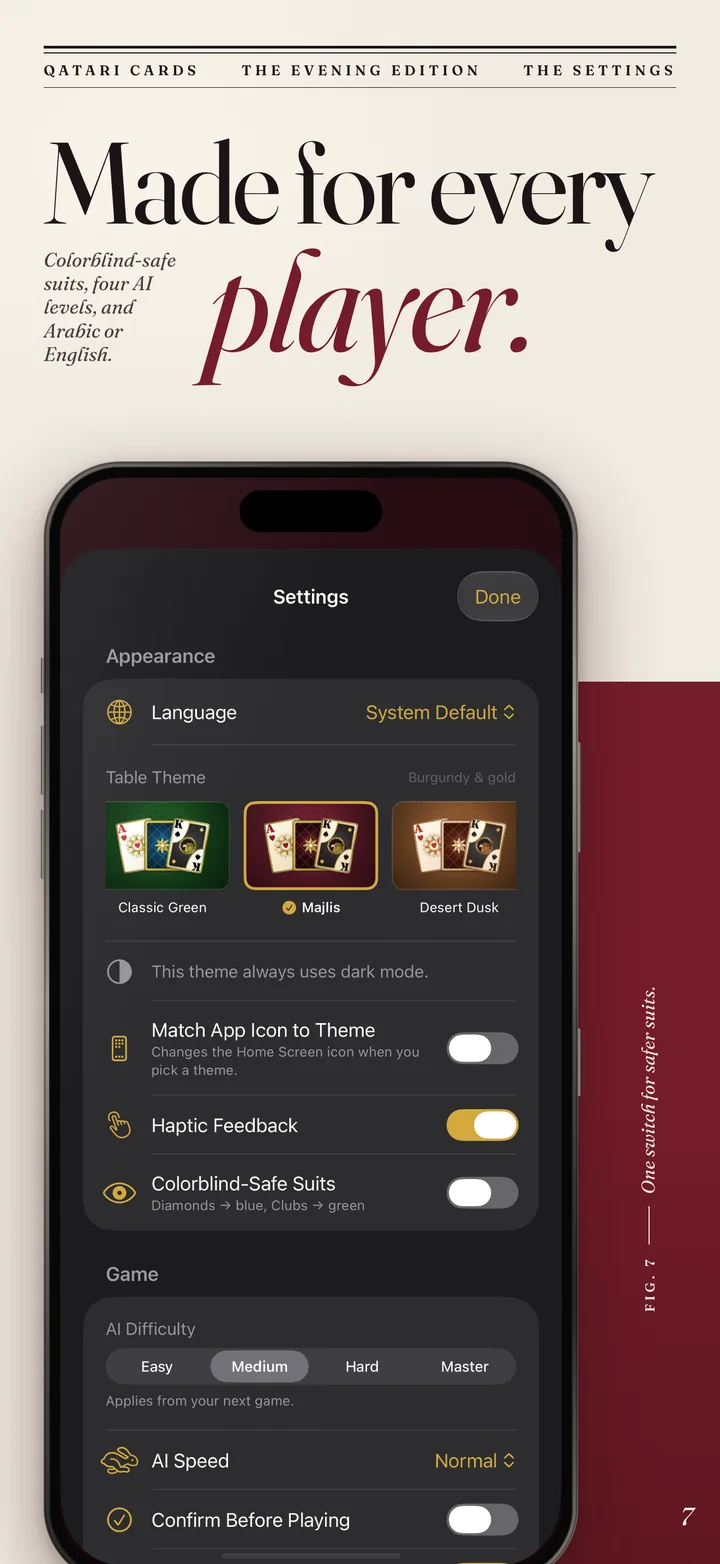 QATARI CARDS THE EVENING EDITION THE SETTINGS
Made for every
player.
Colorblind-safe
suits, four AI
levels, and
Arabic or
English.
Settings
Done
Appearance
Language System Default
Table Theme Burgundy & gold
A K K
A K K
A K K
Classic Green Majlis Desert Dusk
This theme always uses dark mode.
Match App Icon to Theme
Changes the Home Screen icon when you
pick a theme.
Haptic Feedback
Colorblind-Safe Suits
Diamonds → blue, Clubs → green
Game
AI Difficulty
Easy Medium Hard Master
Applies from your next game.
AI Speed Normal
Confirm Before Playing
FIG. 7 — One switch for safer suits.
7